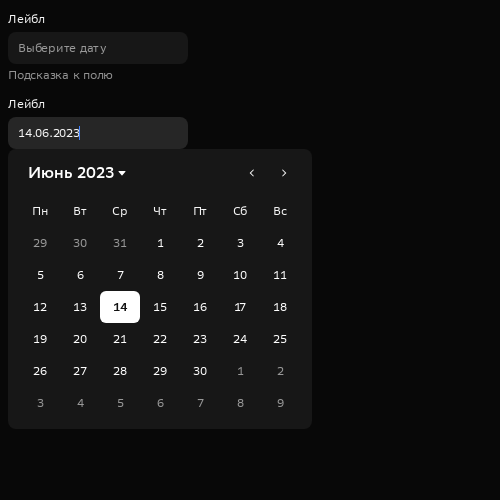 Лейбл
Выберите дату
Подсказка к полю
Лейбл
14.06.2023
Июнь 2023
Пн Вт Ср Чт Пт Сб Вс
29 30 31 1 2 3 4
5 6 7 8 9 10 11
12 13 14 15 16 17 18
19 20 21 22 23 24 25
26 27 28 29 30 1 2
3 4 5 6 7 8 9